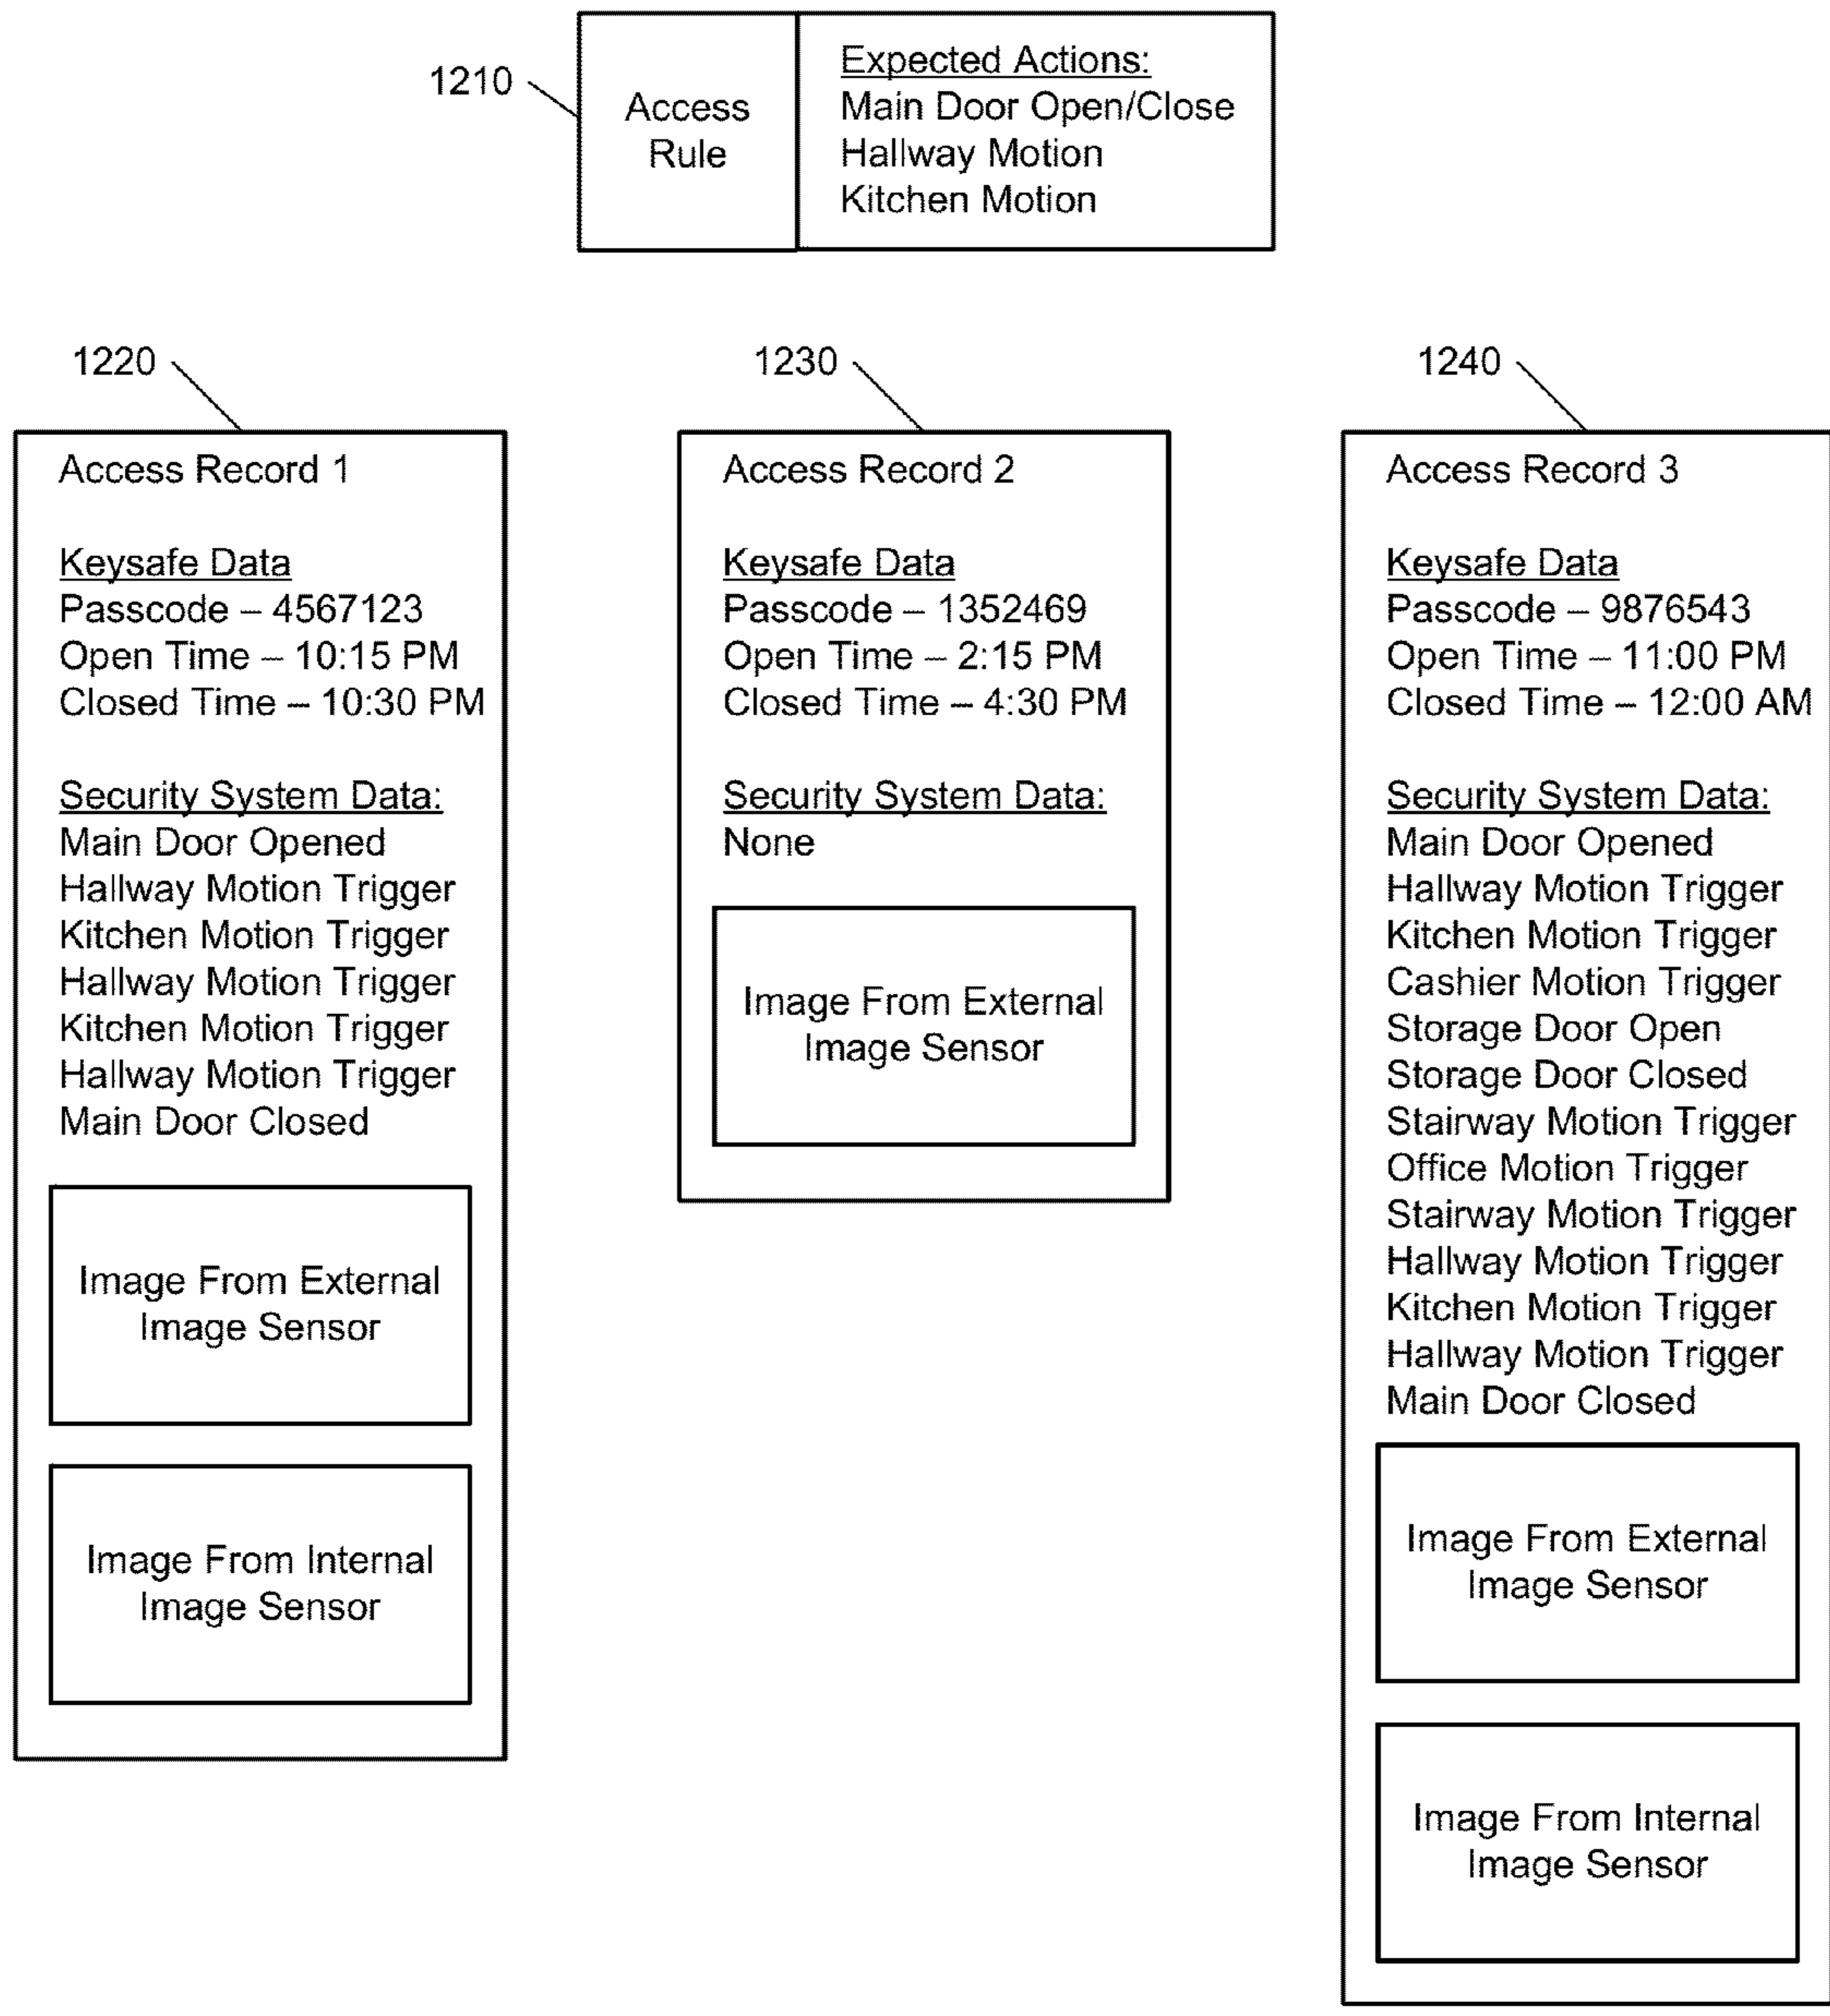 1210
Access
Rule
Expected Actions:
Main Door Open/Close
Hallway Motion
Kitchen Motion
1220
Access Record 1
Keysafe Data
Passcode – 4567123
Open Time – 10:15 PM
Closed Time – 10:30 PM
Security System Data:
Main Door Opened
Hallway Motion Trigger
Kitchen Motion Trigger
Hallway Motion Trigger
Kitchen Motion Trigger
Hallway Motion Trigger
Main Door Closed
Image From External
Image Sensor
Image From Internal
Image Sensor
1230
Access Record 2
Keysafe Data
Passcode – 1352469
Open Time – 2:15 PM
Closed Time – 4:30 PM
Security System Data:
None
Image From External
Image Sensor
1240
Access Record 3
Keysafe Data
Passcode – 9876543
Open Time – 11:00 PM
Closed Time – 12:00 AM
Security System Data:
Main Door Opened
Hallway Motion Trigger
Kitchen Motion Trigger
Cashier Motion Trigger
Storage Door Open
Storage Door Closed
Stairway Motion Trigger
Office Motion Trigger
Stairway Motion Trigger
Hallway Motion Trigger
Kitchen Motion Trigger
Hallway Motion Trigger
Main Door Closed
Image From External
Image Sensor
Image From Internal
Image Sensor